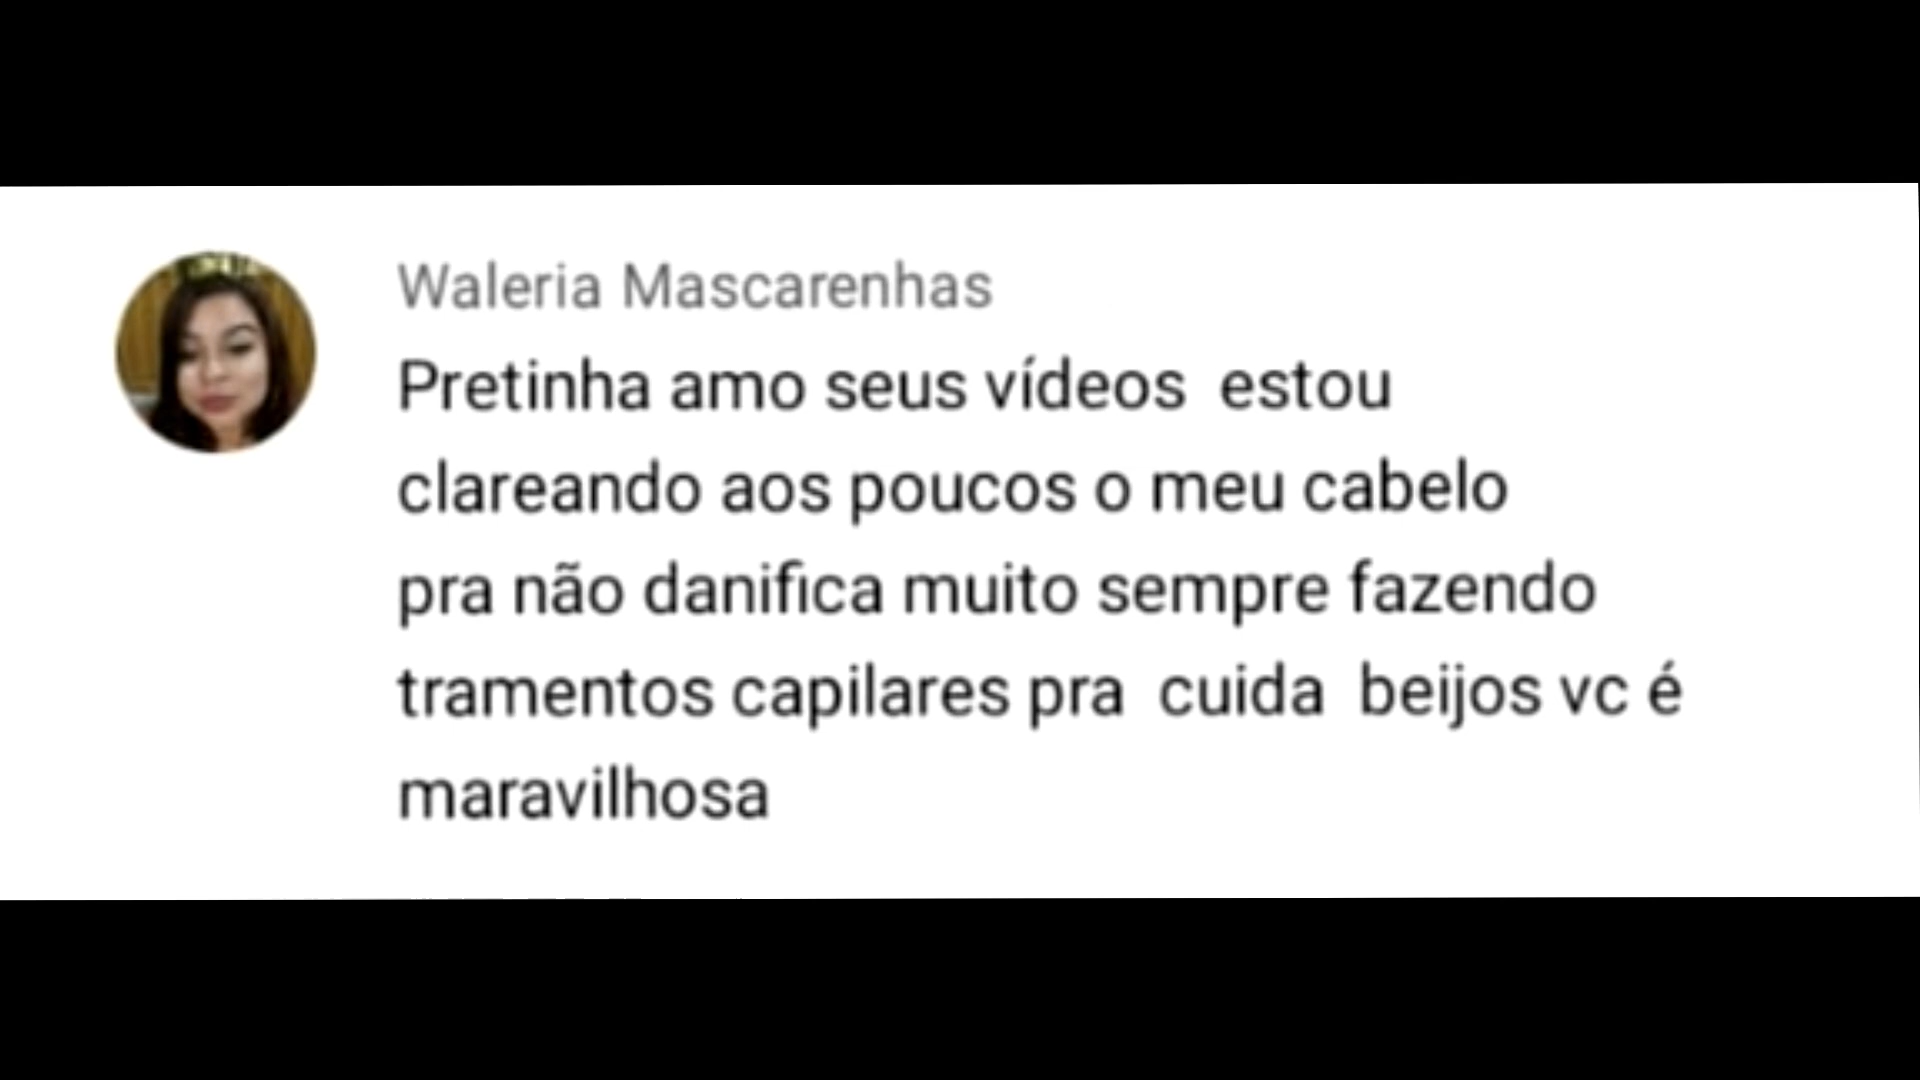 Waleria Mascarenhas
Pretinha amo seus vídeos  estou
clareando aos poucos o meu cabelo
pra não danifica muito sempre fazendo
tramentos capilares pra  cuida  beijos vc é
maravilhosa